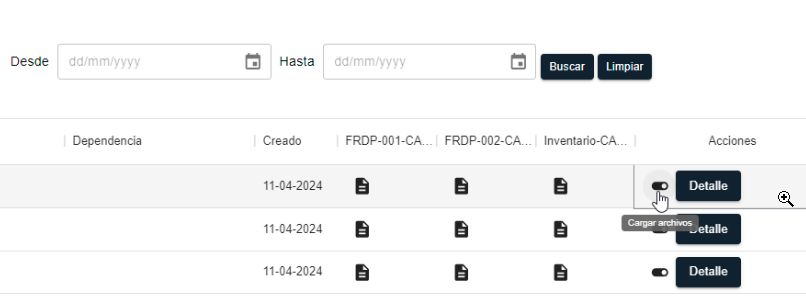 Desde dd/mm/yyyy Hasta dd/mm/yyyy Buscar Limpiar
Dependencia Creado FRDP-001-CA... FRDP-002-CA... Inventario-CA... Acciones
11-04-2024 Detalle
Cargar archivos
11-04-2024 Detalle
11-04-2024 Detalle